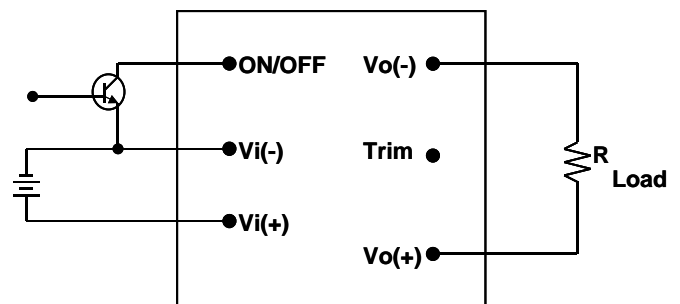 ON/OFF
Vo(-)
Vi(-)
Trim
R
Load
Vi(+)
Vo(+)